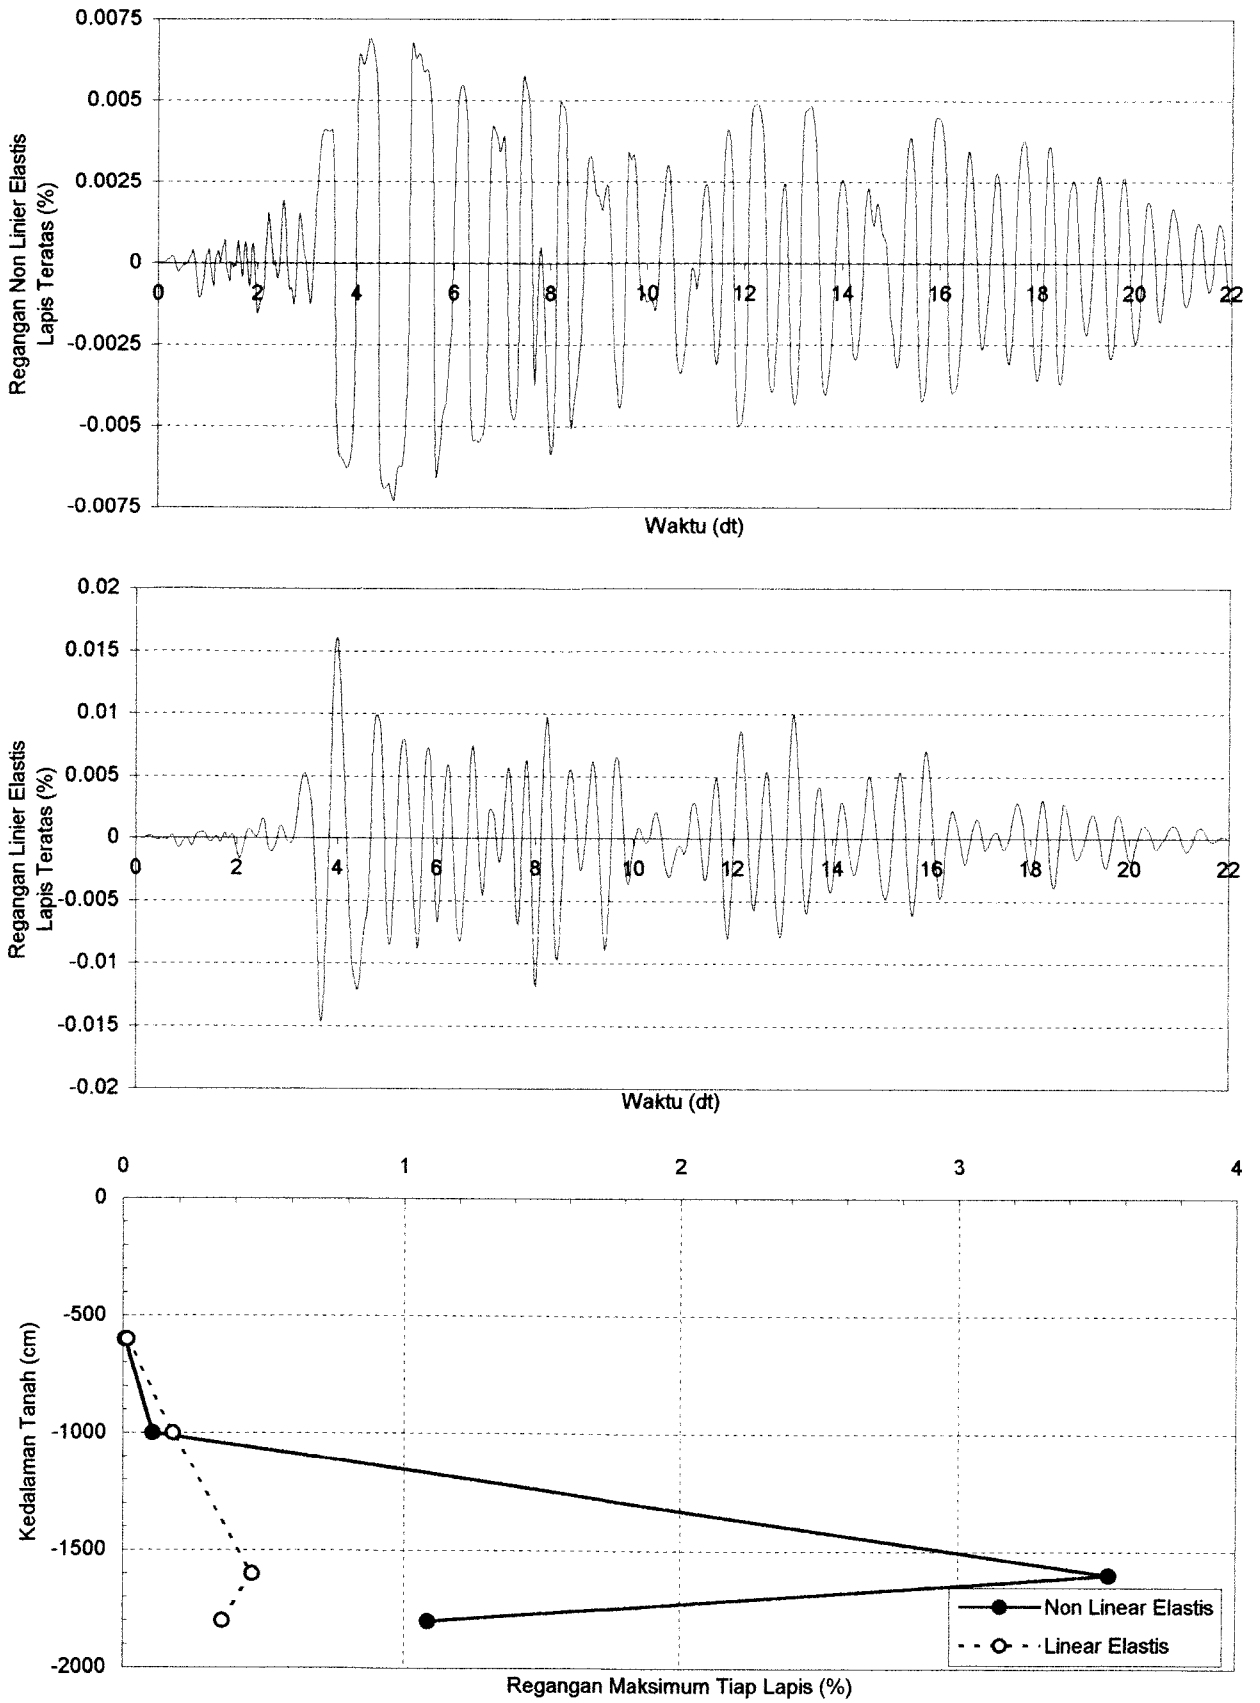 0.0075
0.005
0.0025
0
-0.0025
-0.005
-0.0075
Regangan Non Linier Elastis
Lapis Teratas (%)
0 2 4 6 8 10 12 14 16 18 20 22
Waktu (dt)
0.02
0.015
0.01
0.005
0
-0.005
-0.01
-0.015
-0.02
Regangan Linier Elastis
Lapis Teratas (%)
0 2 4 6 8 10 12 14 16 18 20 22
Waktu (dt)
0 1 2 3 4
0
-500
-1000
-1500
-2000
Kedalaman Tanah (cm)
Non Linear Elastis
Linear Elastis
Regangan Maksimum Tiap Lapis (%)